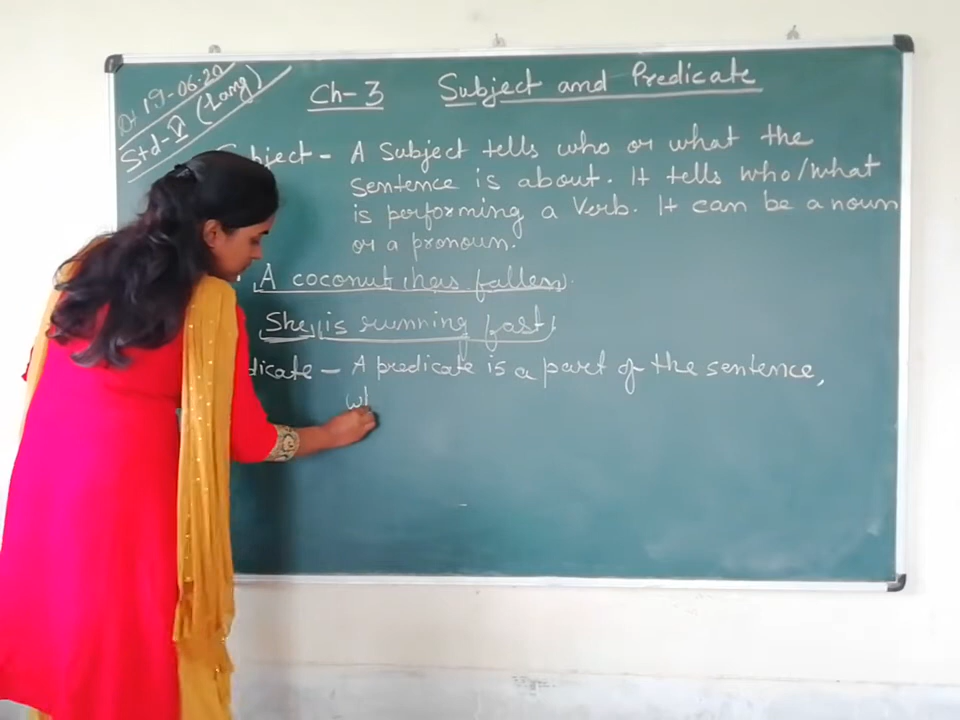 Dt 19-06-20
Std-V (Lang)
Ch-3 Subject and Predicate
Subject - A Subject tells who or what the
sentence is about. It tells who/what
is performing a Verb. It can be a noun
or a pronoun.
A coconut has fallen.
She is running fast.
dicate - A predicate is a part of the sentence,
wh